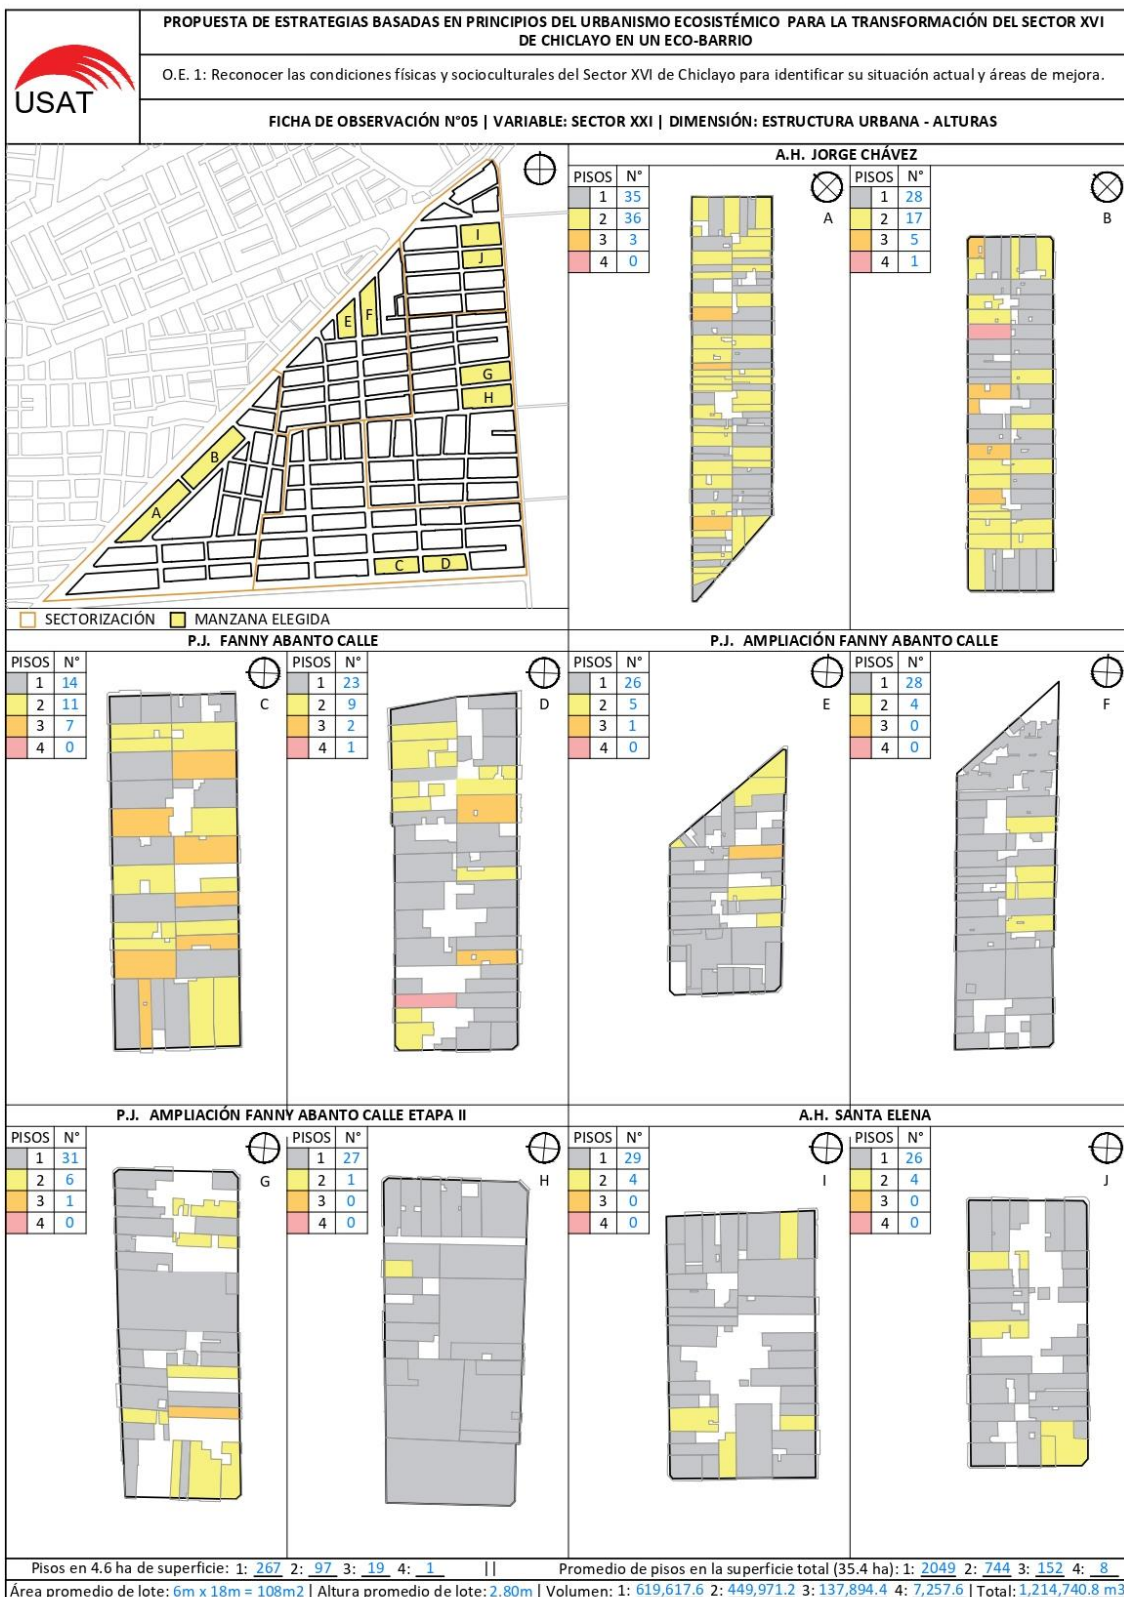 PROPUESTA DE ESTRATEGIAS BASADAS EN PRINCIPIOS DEL URBANISMO ECOSISTÉMICO PARA LA TRANSFORMACIÓN DEL SECTOR XVI
DE CHICLAYO EN UN ECO-BARRIO
USAT
O.E. 1: Reconocer las condiciones físicas y socioculturales del Sector XVI de Chiclayo para identificar su situación actual y áreas de mejora.
FICHA DE OBSERVACIÓN N°05 | VARIABLE: SECTOR XXI | DIMENSIÓN: ESTRUCTURA URBANA - ALTURAS
I
J
E
F
G
H
B
A
C
D
SECTORIZACIÓN
MANZANA ELEGIDA
A.H. JORGE CHÁVEZ
PISOS N°
1 35
2 36
3 3
4 0
A
PISOS N°
1 28
2 17
3 5
4 1
B
P.J. FANNY ABANTO CALLE
PISOS N°
1 14
2 11
3 7
4 0
C
PISOS N°
1 23
2 9
3 2
4 1
D
P.J. AMPLIACIÓN FANNY ABANTO CALLE
PISOS N°
1 26
2 5
3 1
4 0
E
PISOS N°
1 28
2 4
3 0
4 0
F
P.J. AMPLIACIÓN FANNY ABANTO CALLE ETAPA II
PISOS N°
1 31
2 6
3 1
4 0
G
PISOS N°
1 27
2 1
3 0
4 0
H
A.H. SANTA ELENA
PISOS N°
1 29
2 4
3 0
4 0
I
PISOS N°
1 26
2 4
3 0
4 0
J
Pisos en 4.6 ha de superficie: 1: 267 2: 97 3: 19 4: 1 || Promedio de pisos en la superficie total (35.4 ha): 1: 2049 2: 744 3: 152 4: 8
Área promedio de lote: 6m x 18m = 108m2 | Altura promedio de lote: 2.80m | Volumen: 1: 619,617.6 2: 449,971.2 3: 137,894.4 4: 7,257.6 | Total: 1,214,740.8 m3